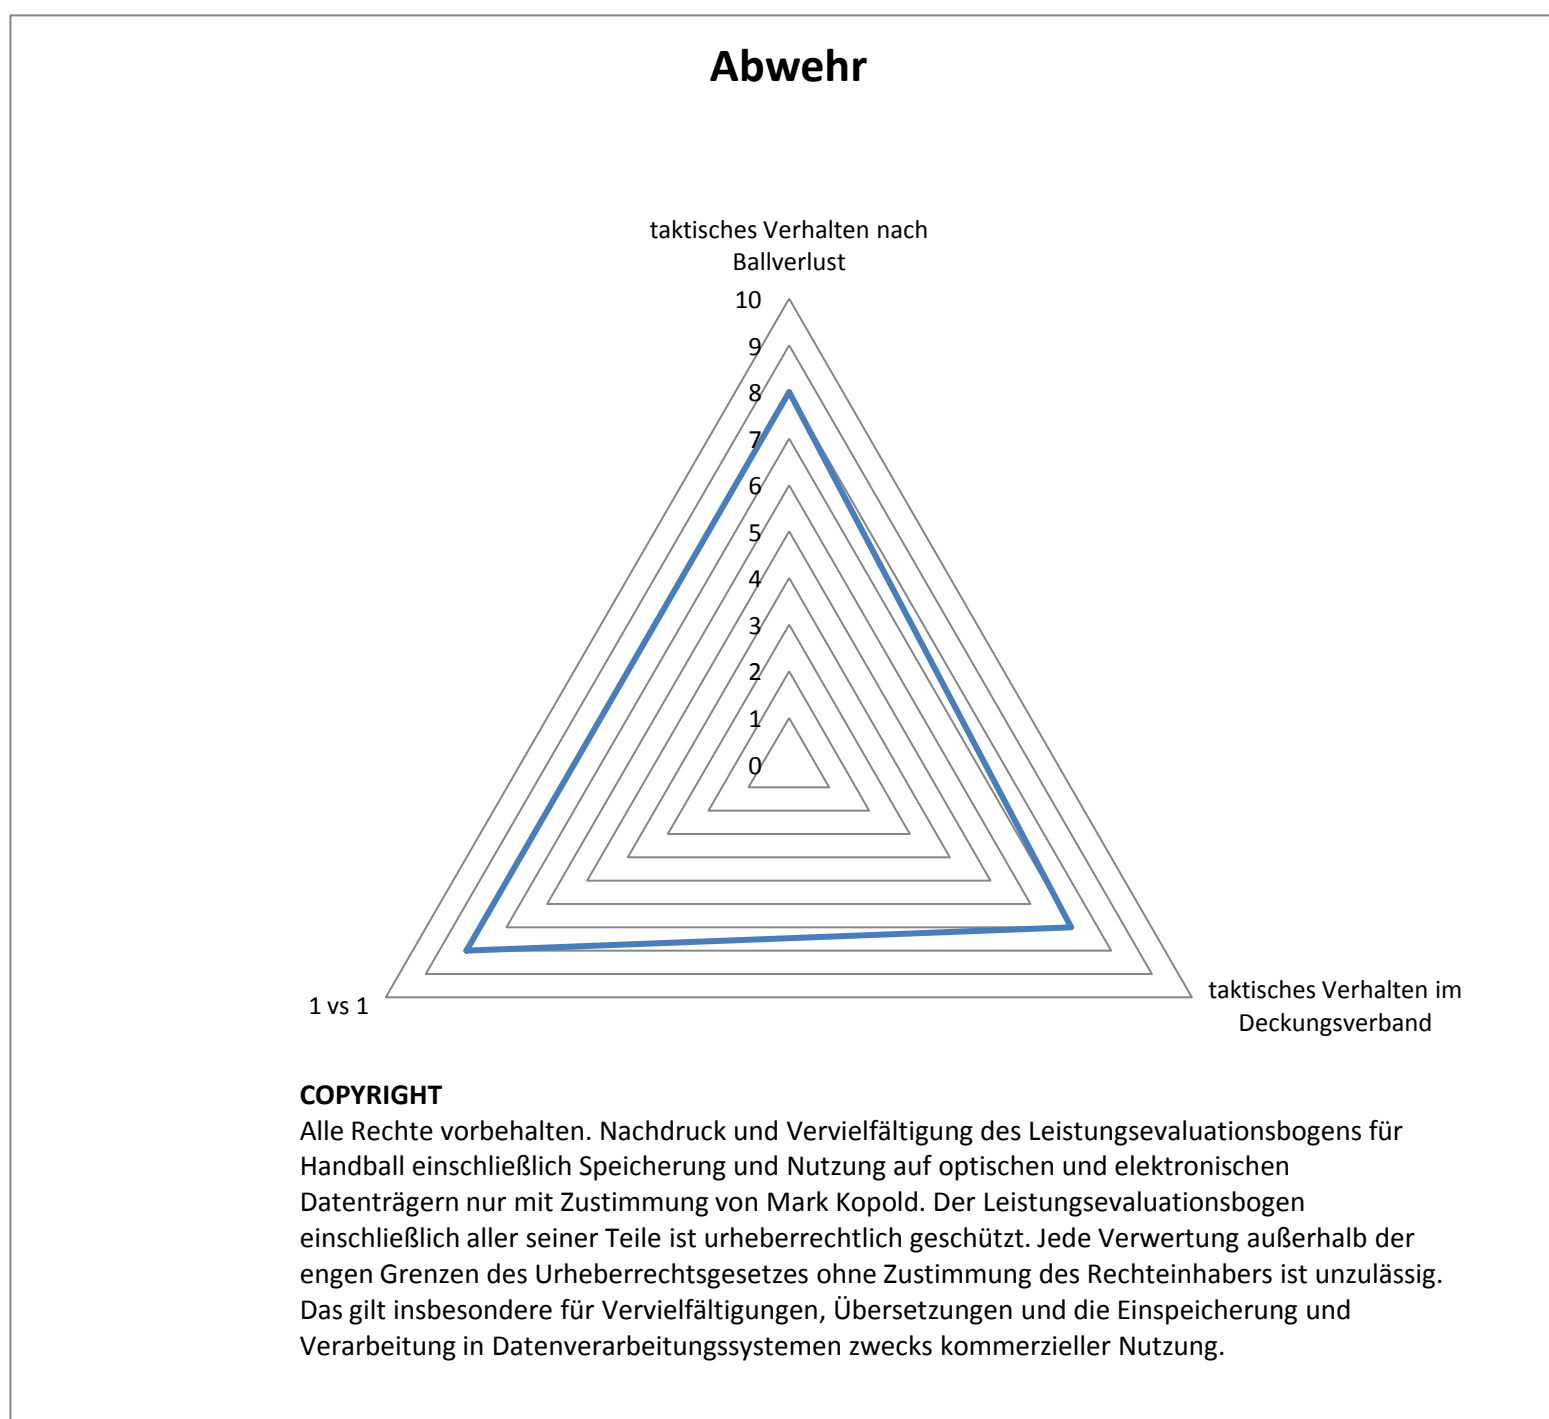 Abwehr
taktisches Verhalten nach
Ballverlust
10
9
8
7
6
5
4
3
2
1
0
1 vs 1
taktisches Verhalten im
Deckungsverband
COPYRIGHT
Alle Rechte vorbehalten. Nachdruck und Vervielfältigung des Leistungsevaluationsbogens für
Handball einschließlich Speicherung und Nutzung auf optischen und elektronischen
Datenträgern nur mit Zustimmung von Mark Kopold. Der Leistungsevaluationsbogen
einschließlich aller seiner Teile ist urheberrechtlich geschützt. Jede Verwertung außerhalb der
engen Grenzen des Urheberrechtsgesetzes ohne Zustimmung des Rechteinhabers ist unzulässig.
Das gilt insbesondere für Vervielfältigungen, Übersetzungen und die Einspeicherung und
Verarbeitung in Datenverarbeitungssystemen zwecks kommerzieller Nutzung.